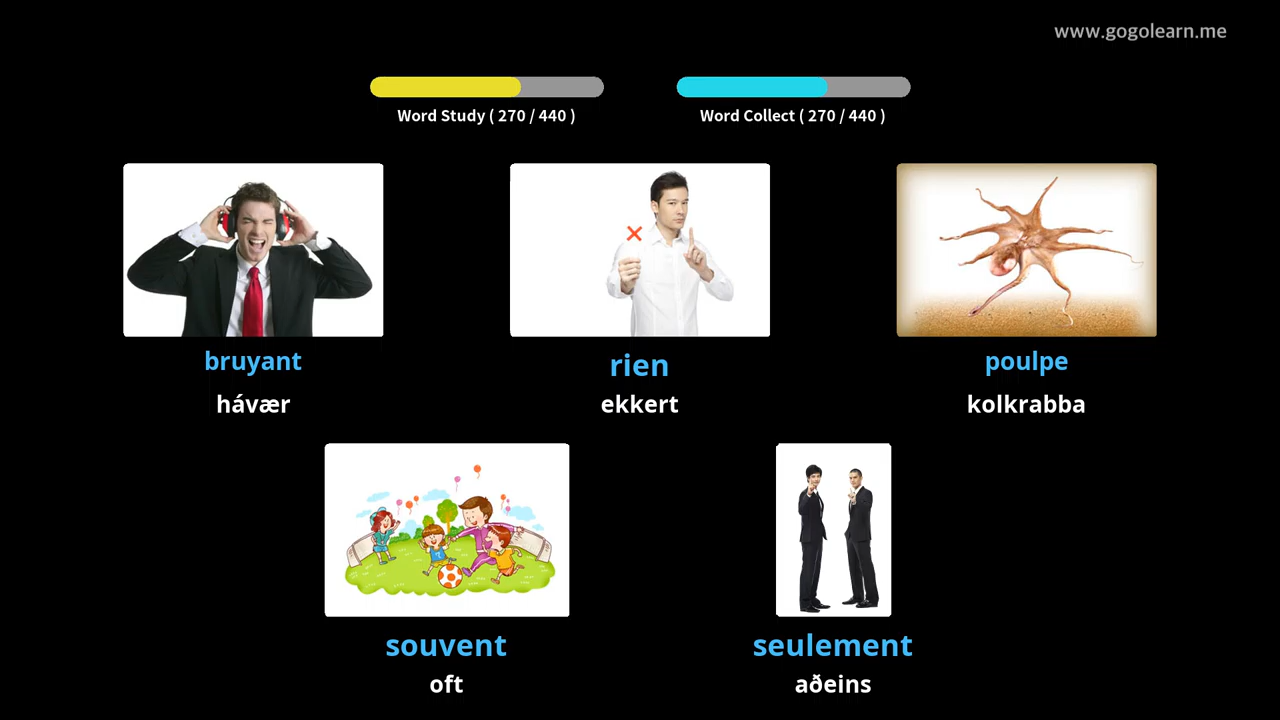 www.gogolearn.me
Word Study ( 270 / 440 )
Word Collect ( 270 / 440 )
bruyant
hávær
rien
ekkert
poulpe
kolkrabba
souvent
oft
seulement
aðeins